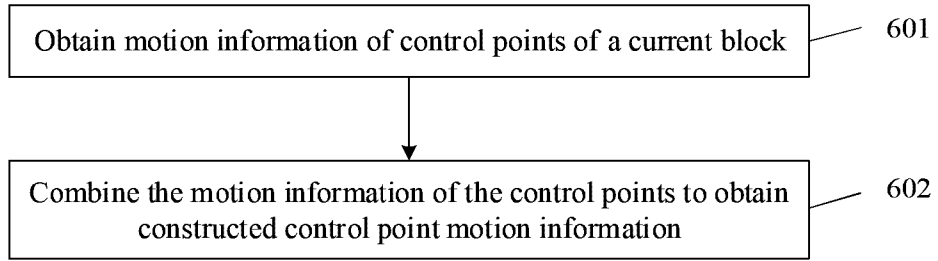 Obtain motion information of control points of a current block
601
Combine the motion information of the control points to obtain
constructed control point motion information
602